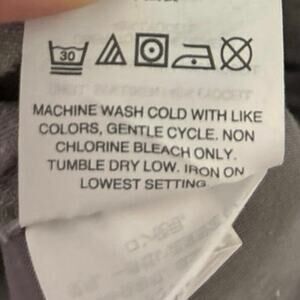 30
MACHINE WASH COLD WITH LIKE
COLORS, GENTLE CYCLE. NON
CHLORINE BLEACH ONLY.
TUMBLE DRY LOW. IRON ON
LOWEST SETTING